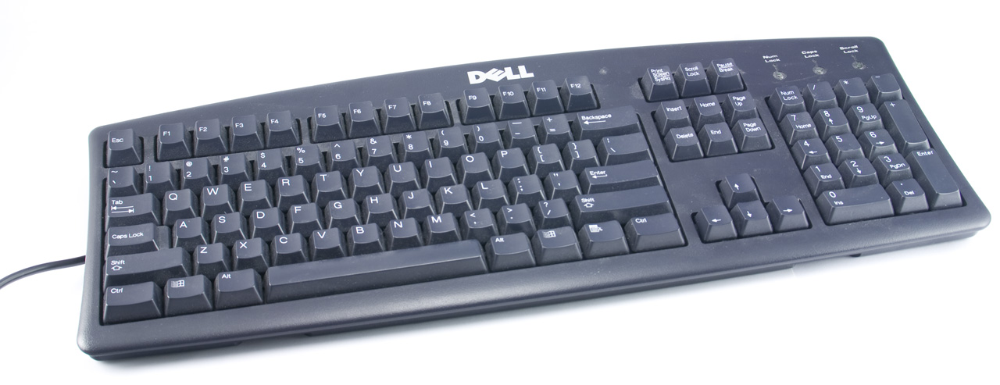 DELL
Num Lock
Caps Lock
Scroll Lock
Esc F1 F2 F3 F4 F5 F6 F7 F8 F9 F10 F11 F12
Print Screen SysRq
Scroll Lock
Pause Break
~ ` ! 1 @ 2 # 3 $ 4 % 5 ^ 6 & 7 * 8 ( 9 ) 0 — - + = Backspace ←
Insert Home Page Up
Num Lock / * -
Tab Q W E R T Y U I O P { [ } ] | \
Delete End Page Down
7 Home 8 ↑ 9 PgUp +
Caps Lock A S D F G H J K L : ; " ' Enter
4 ← 5 6 →
Shift ⇧ Z X C V B N M < , > . ? / Shift ⇧
↑
1 End 2 ↓ 3 PgDn Enter
Ctrl Alt Alt Ctrl
← ↓ →
0 Ins . Del